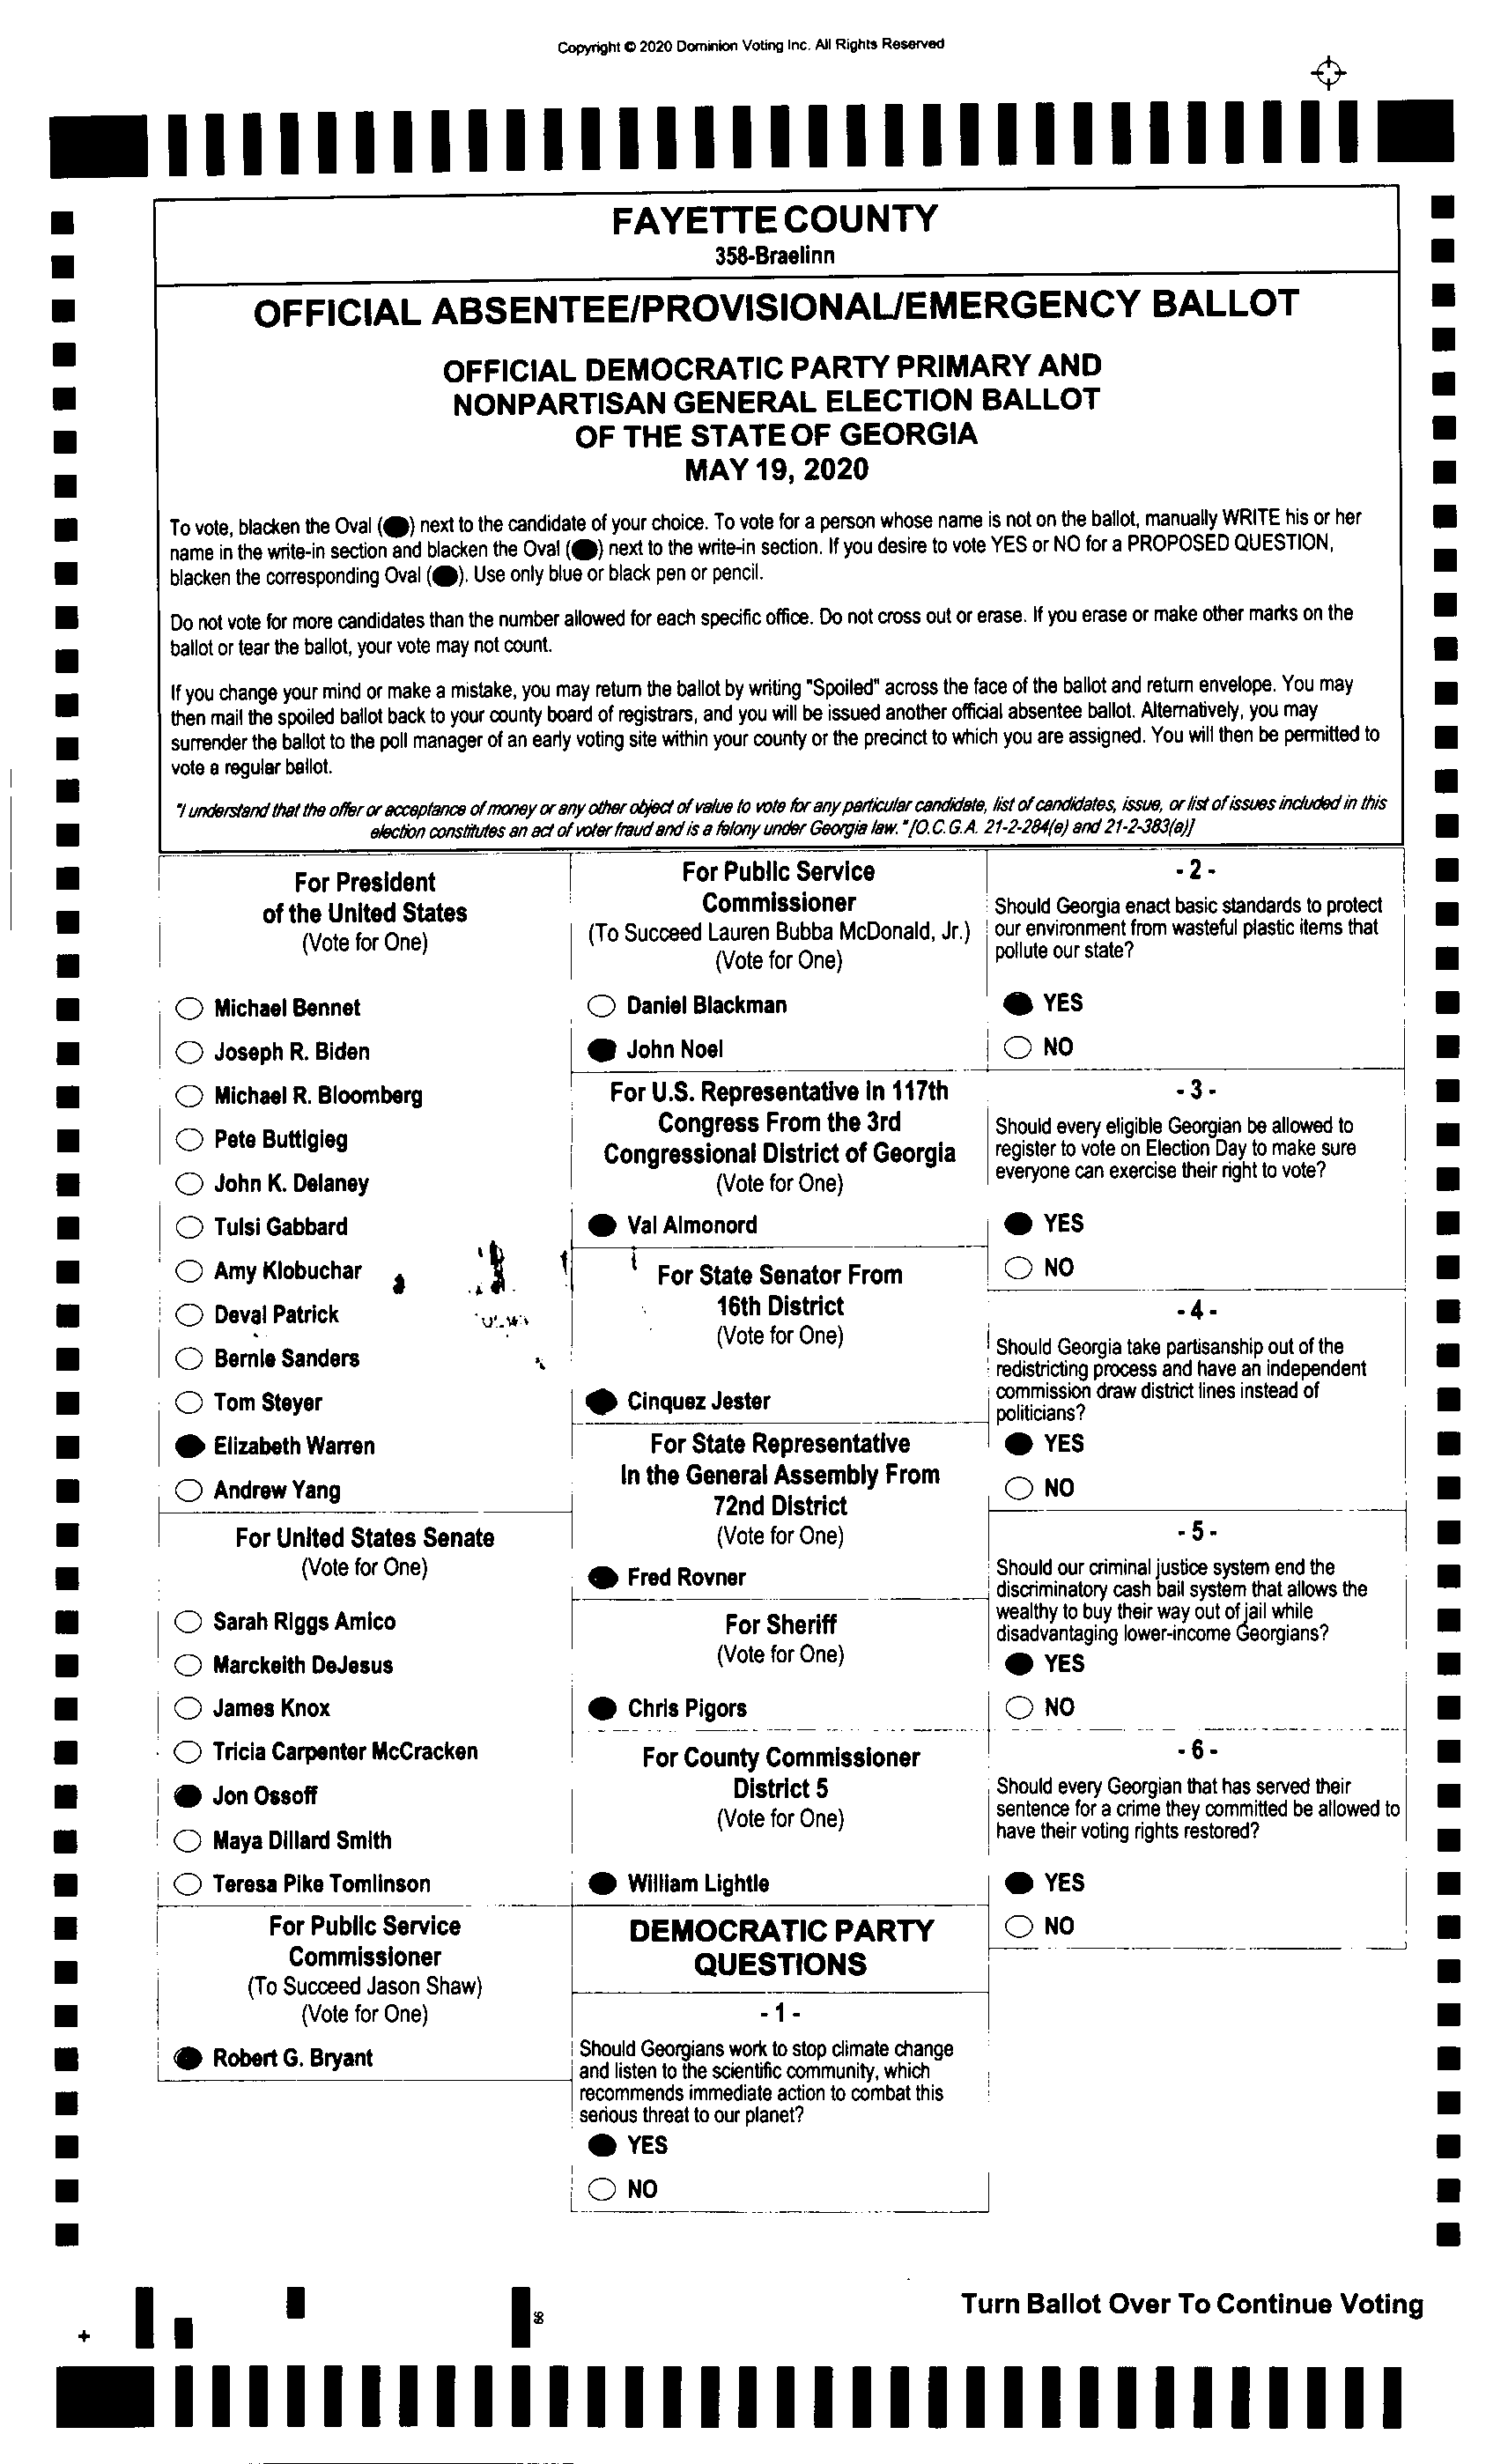 Copyright © 2020 Dominion Voting Inc. All Rights Reserved
FAYETTE COUNTY
358-Braelinn
OFFICIAL ABSENTEE/PROVISIONAL/EMERGENCY BALLOT
OFFICIAL DEMOCRATIC PARTY PRIMARY AND
NONPARTISAN GENERAL ELECTION BALLOT
OF THE STATE OF GEORGIA
MAY 19, 2020
To vote, blacken the Oval () next to the candidate of your choice. To vote for a person whose name is not on the ballot, manually WRITE his or her
name in the write-in section and blacken the Oval () next to the write-in section. If you desire to vote YES or NO for a PROPOSED QUESTION,
blacken the corresponding Oval (). Use only blue or black pen or pencil.
Do not vote for more candidates than the number allowed for each specific office. Do not cross out or erase. If you erase or make other marks on the
ballot or tear the ballot, your vote may not count.
If you change your mind or make a mistake, you may return the ballot by writing "Spoiled" across the face of the ballot and return envelope. You may
then mail the spoiled ballot back to your county board of registrars, and you will be issued another official absentee ballot. Alternatively, you may
surrender the ballot to the poll manager of an early voting site within your county or the precinct to which you are assigned. You will then be permitted to
vote a regular ballot.
"I understand that the offer or acceptance of money or any other object of value to vote for any particular candidate, list of candidates, issue, or list of issues included in this
election constitutes an act of voter fraud and is a felony under Georgia law." [O.C.G.A. 21-2-284(e) and 21-2-383(a)]
For President
of the United States
(Vote for One)
Michael Bennet
Joseph R. Biden
Michael R. Bloomberg
Pete Buttigieg
John K. Delaney
Tulsi Gabbard
Amy Klobuchar
Deval Patrick
Bernie Sanders
Tom Steyer
Elizabeth Warren
Andrew Yang
For United States Senate
(Vote for One)
Sarah Riggs Amico
Marckeith DeJesus
James Knox
Tricia Carpenter McCracken
Jon Ossoff
Maya Dillard Smith
Teresa Pike Tomlinson
For Public Service
Commissioner
(To Succeed Jason Shaw)
(Vote for One)
Robert G. Bryant
For Public Service
Commissioner
(To Succeed Lauren Bubba McDonald, Jr.)
(Vote for One)
Daniel Blackman
John Noel
For U.S. Representative in 117th
Congress From the 3rd
Congressional District of Georgia
(Vote for One)
Val Almonord
For State Senator From
16th District
(Vote for One)
Cinquez Jester
For State Representative
In the General Assembly From
72nd District
(Vote for One)
Fred Rovner
For Sheriff
(Vote for One)
Chris Pigors
For County Commissioner
District 5
(Vote for One)
William Lightle
DEMOCRATIC PARTY
QUESTIONS
- 1 -
Should Georgians work to stop climate change
and listen to the scientific community, which
recommends immediate action to combat this
serious threat to our planet?
YES
NO
- 2 -
Should Georgia enact basic standards to protect
our environment from wasteful plastic items that
pollute our state?
YES
NO
- 3 -
Should every eligible Georgian be allowed to
register to vote on Election Day to make sure
everyone can exercise their right to vote?
YES
NO
- 4 -
Should Georgia take partisanship out of the
redistricting process and have an independent
commission draw district lines instead of
politicians?
YES
NO
- 5 -
Should our criminal justice system end the
discriminatory cash bail system that allows the
wealthy to buy their way out of jail while
disadvantaging lower-income Georgians?
YES
NO
- 6 -
Should every Georgian that has served their
sentence for a crime they committed be allowed to
have their voting rights restored?
YES
NO
Turn Ballot Over To Continue Voting